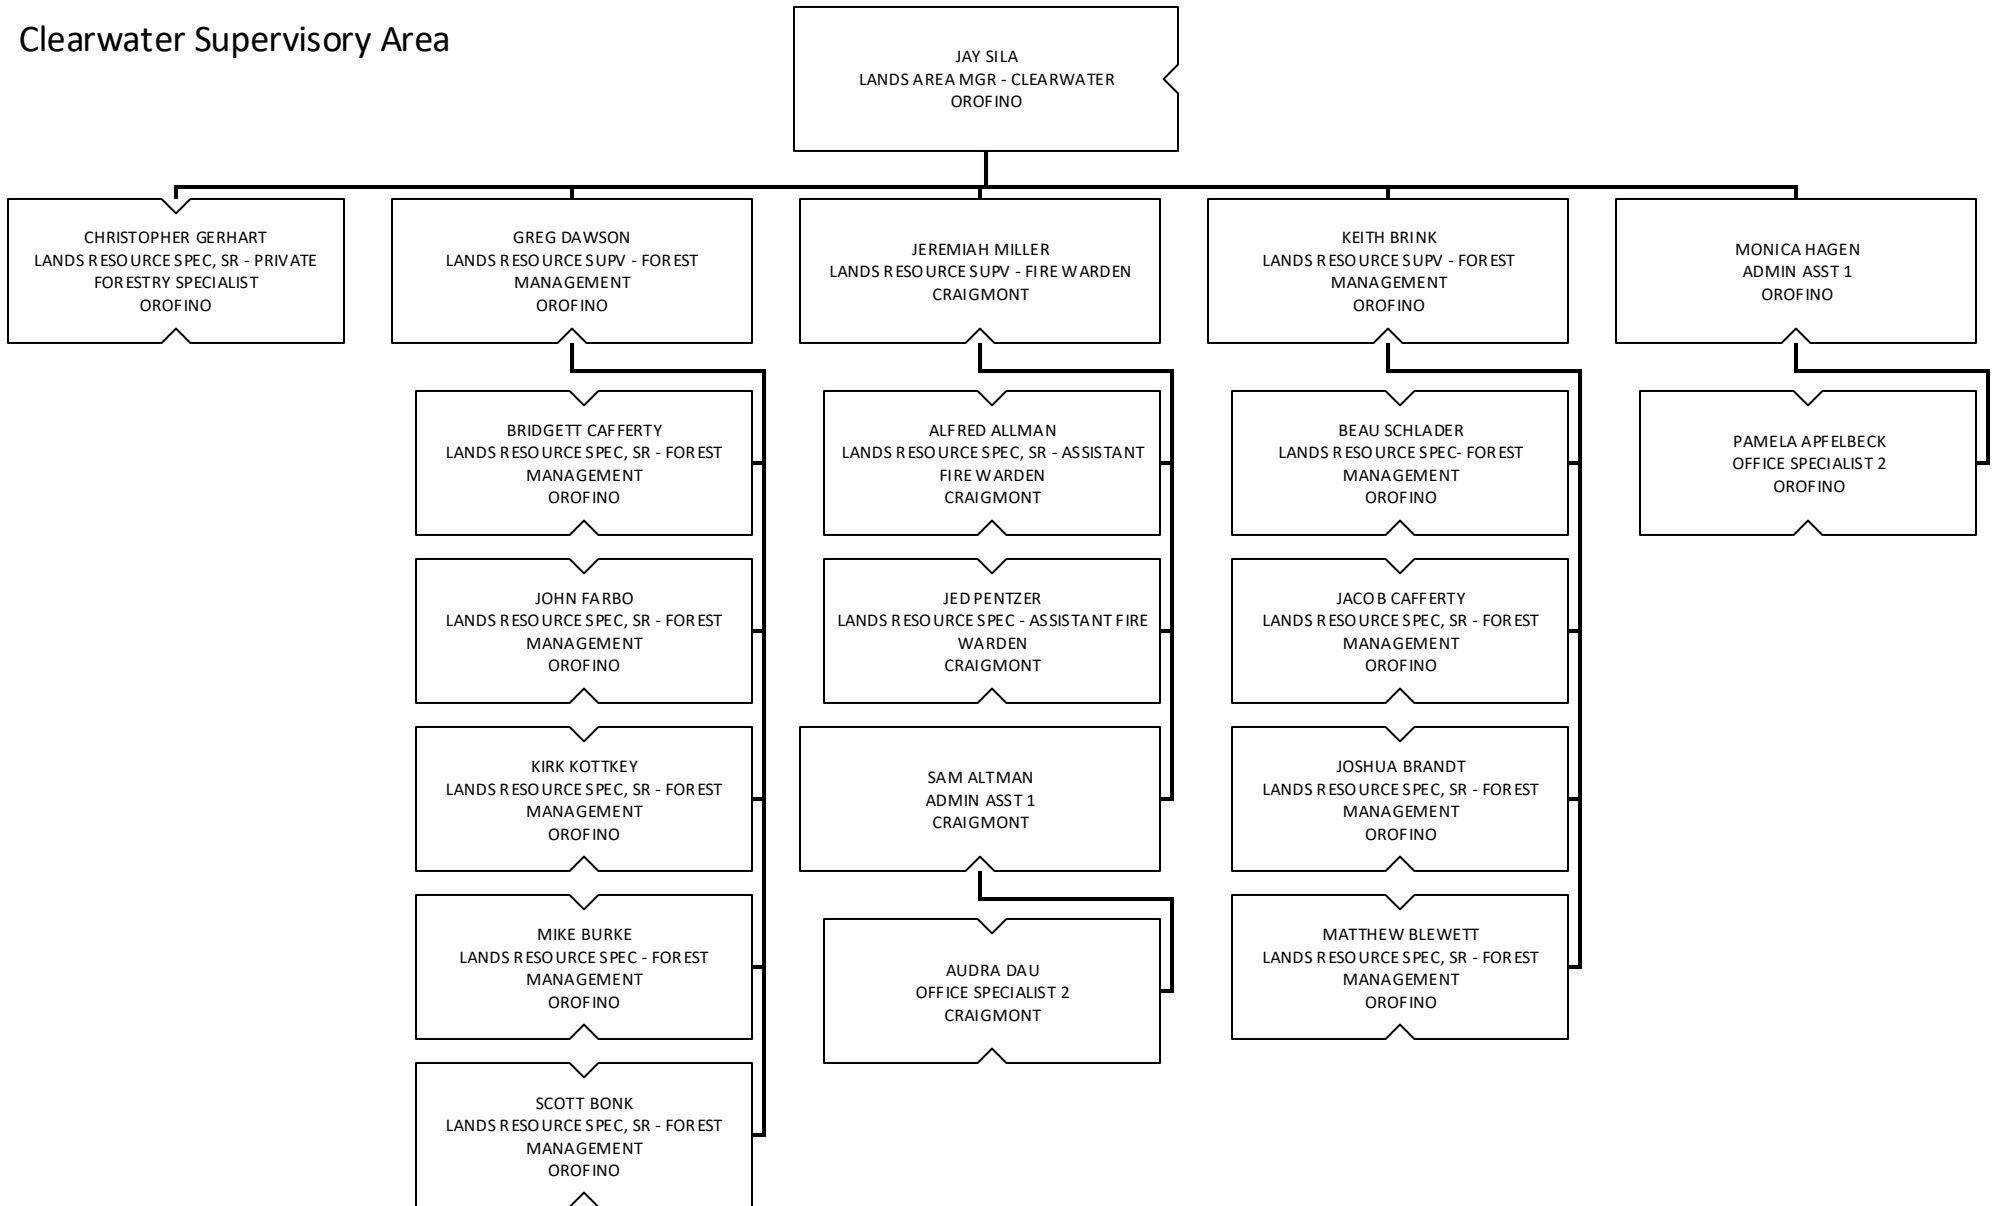 Clearwater Supervisory Area
JAY SILA
LANDS AREA MGR - CLEARWATER
OROFINO
CHRISTOPHER GERHART
LANDS RESOURCE SPEC, SR - PRIVATE
FORESTRY SPECIALIST
OROFINO
GREG DAWSON
LANDS RESOURCE SUPV - FOREST
MANAGEMENT
OROFINO
JEREMIAH MILLER
LANDS RESOURCE SUPV - FIRE WARDEN
CRAIGMONT
KEITH BRINK
LANDS RESOURCE SUPV - FOREST
MANAGEMENT
OROFINO
MONICA HAGEN
ADMIN ASST 1
OROFINO
BRIDGETT CAFFERTY
LANDS RESOURCE SPEC, SR - FOREST
MANAGEMENT
OROFINO
ALFRED ALLMAN
LANDS RESOURCE SPEC, SR - ASSISTANT
FIRE WARDEN
CRAIGMONT
BEAU SCHLADER
LANDS RESOURCE SPEC- FOREST
MANAGEMENT
OROFINO
PAMELA APFELBECK
OFFICE SPECIALIST 2
OROFINO
JOHN FARBO
LANDS RESOURCE SPEC, SR - FOREST
MANAGEMENT
OROFINO
JED PENTZER
LANDS RESOURCE SPEC - ASSISTANT FIRE
WARDEN
CRAIGMONT
JACOB CAFFERTY
LANDS RESOURCE SPEC, SR - FOREST
MANAGEMENT
OROFINO
KIRK KOTTKEY
LANDS RESOURCE SPEC, SR - FOREST
MANAGEMENT
OROFINO
SAM ALTMAN
ADMIN ASST 1
CRAIGMONT
JOSHUA BRANDT
LANDS RESOURCE SPEC, SR - FOREST
MANAGEMENT
OROFINO
MIKE BURKE
LANDS RESOURCE SPEC - FOREST
MANAGEMENT
OROFINO
AUDRA DAU
OFFICE SPECIALIST 2
CRAIGMONT
MATTHEW BLEWETT
LANDS RESOURCE SPEC, SR - FOREST
MANAGEMENT
OROFINO
SCOTT BONK
LANDS RESOURCE SPEC, SR - FOREST
MANAGEMENT
OROFINO